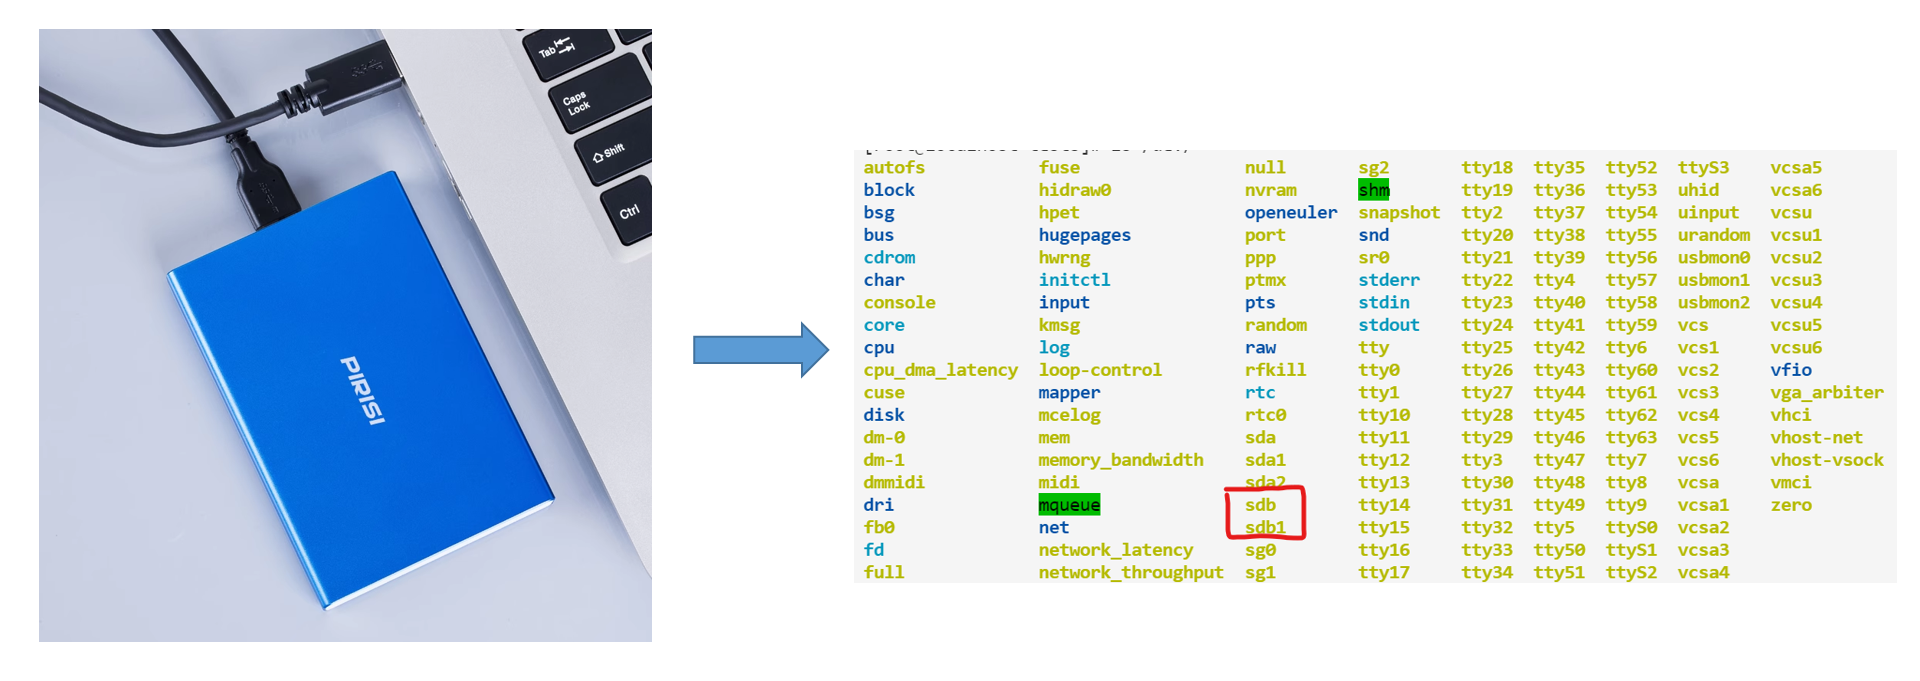 Tab
Caps
Lock
Shift
Ctrl
PIRISI
autofs fuse null sg2 tty18 tty35 tty52 ttyS3 vcsa5
block hidraw0 nvram shm tty19 tty36 tty53 uhid vcsa6
bsg hpet openeuler snapshot tty2 tty37 tty54 uinput vcsu
bus hugepages port snd tty20 tty38 tty55 urandom vcsu1
cdrom hwrng ppp sr0 tty21 tty39 tty56 usbmon0 vcsu2
char initctl ptmx stderr tty22 tty4 tty57 usbmon1 vcsu3
console input pts stdin tty23 tty40 tty58 usbmon2 vcsu4
core kmsg random stdout tty24 tty41 tty59 vcs vcsu5
cpu log raw tty tty25 tty42 tty6 vcs1 vcsu6
cpu_dma_latency loop-control rfkill tty0 tty26 tty43 tty60 vcs2 vfio
cuse mapper rtc tty1 tty27 tty44 tty61 vcs3 vga_arbiter
disk mcelog rtc0 tty10 tty28 tty45 tty62 vcs4 vhci
dm-0 mem sda tty11 tty29 tty46 tty63 vcs5 vhost-net
dm-1 memory_bandwidth sda1 tty12 tty3 tty47 tty7 vcs6 vhost-vsock
dmmidi midi sda2 tty13 tty30 tty48 tty8 vcsa vmci
dri mqueue sdb tty14 tty31 tty49 tty9 vcsa1 zero
fb0 net sdb1 tty15 tty32 tty5 ttyS0 vcsa2
fd network_latency sg0 tty16 tty33 tty50 ttyS1 vcsa3
full network_throughput sg1 tty17 tty34 tty51 ttyS2 vcsa4